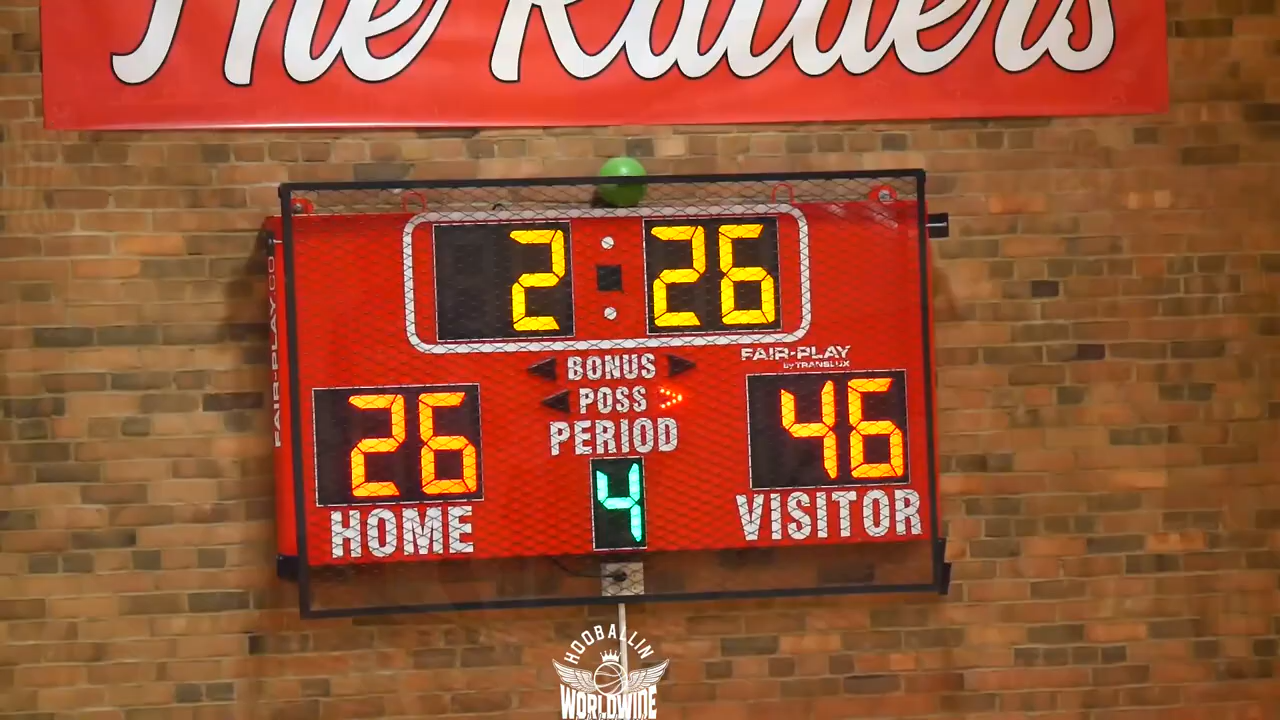 The Raiders
2 : 26
BONUS
FAIR-PLAY
by TRANS-LUX
POSS
PERIOD
26
46
4
HOME
VISITOR
FAIR-PLAY.CO
HOOBALLIN
WORLDWIDE